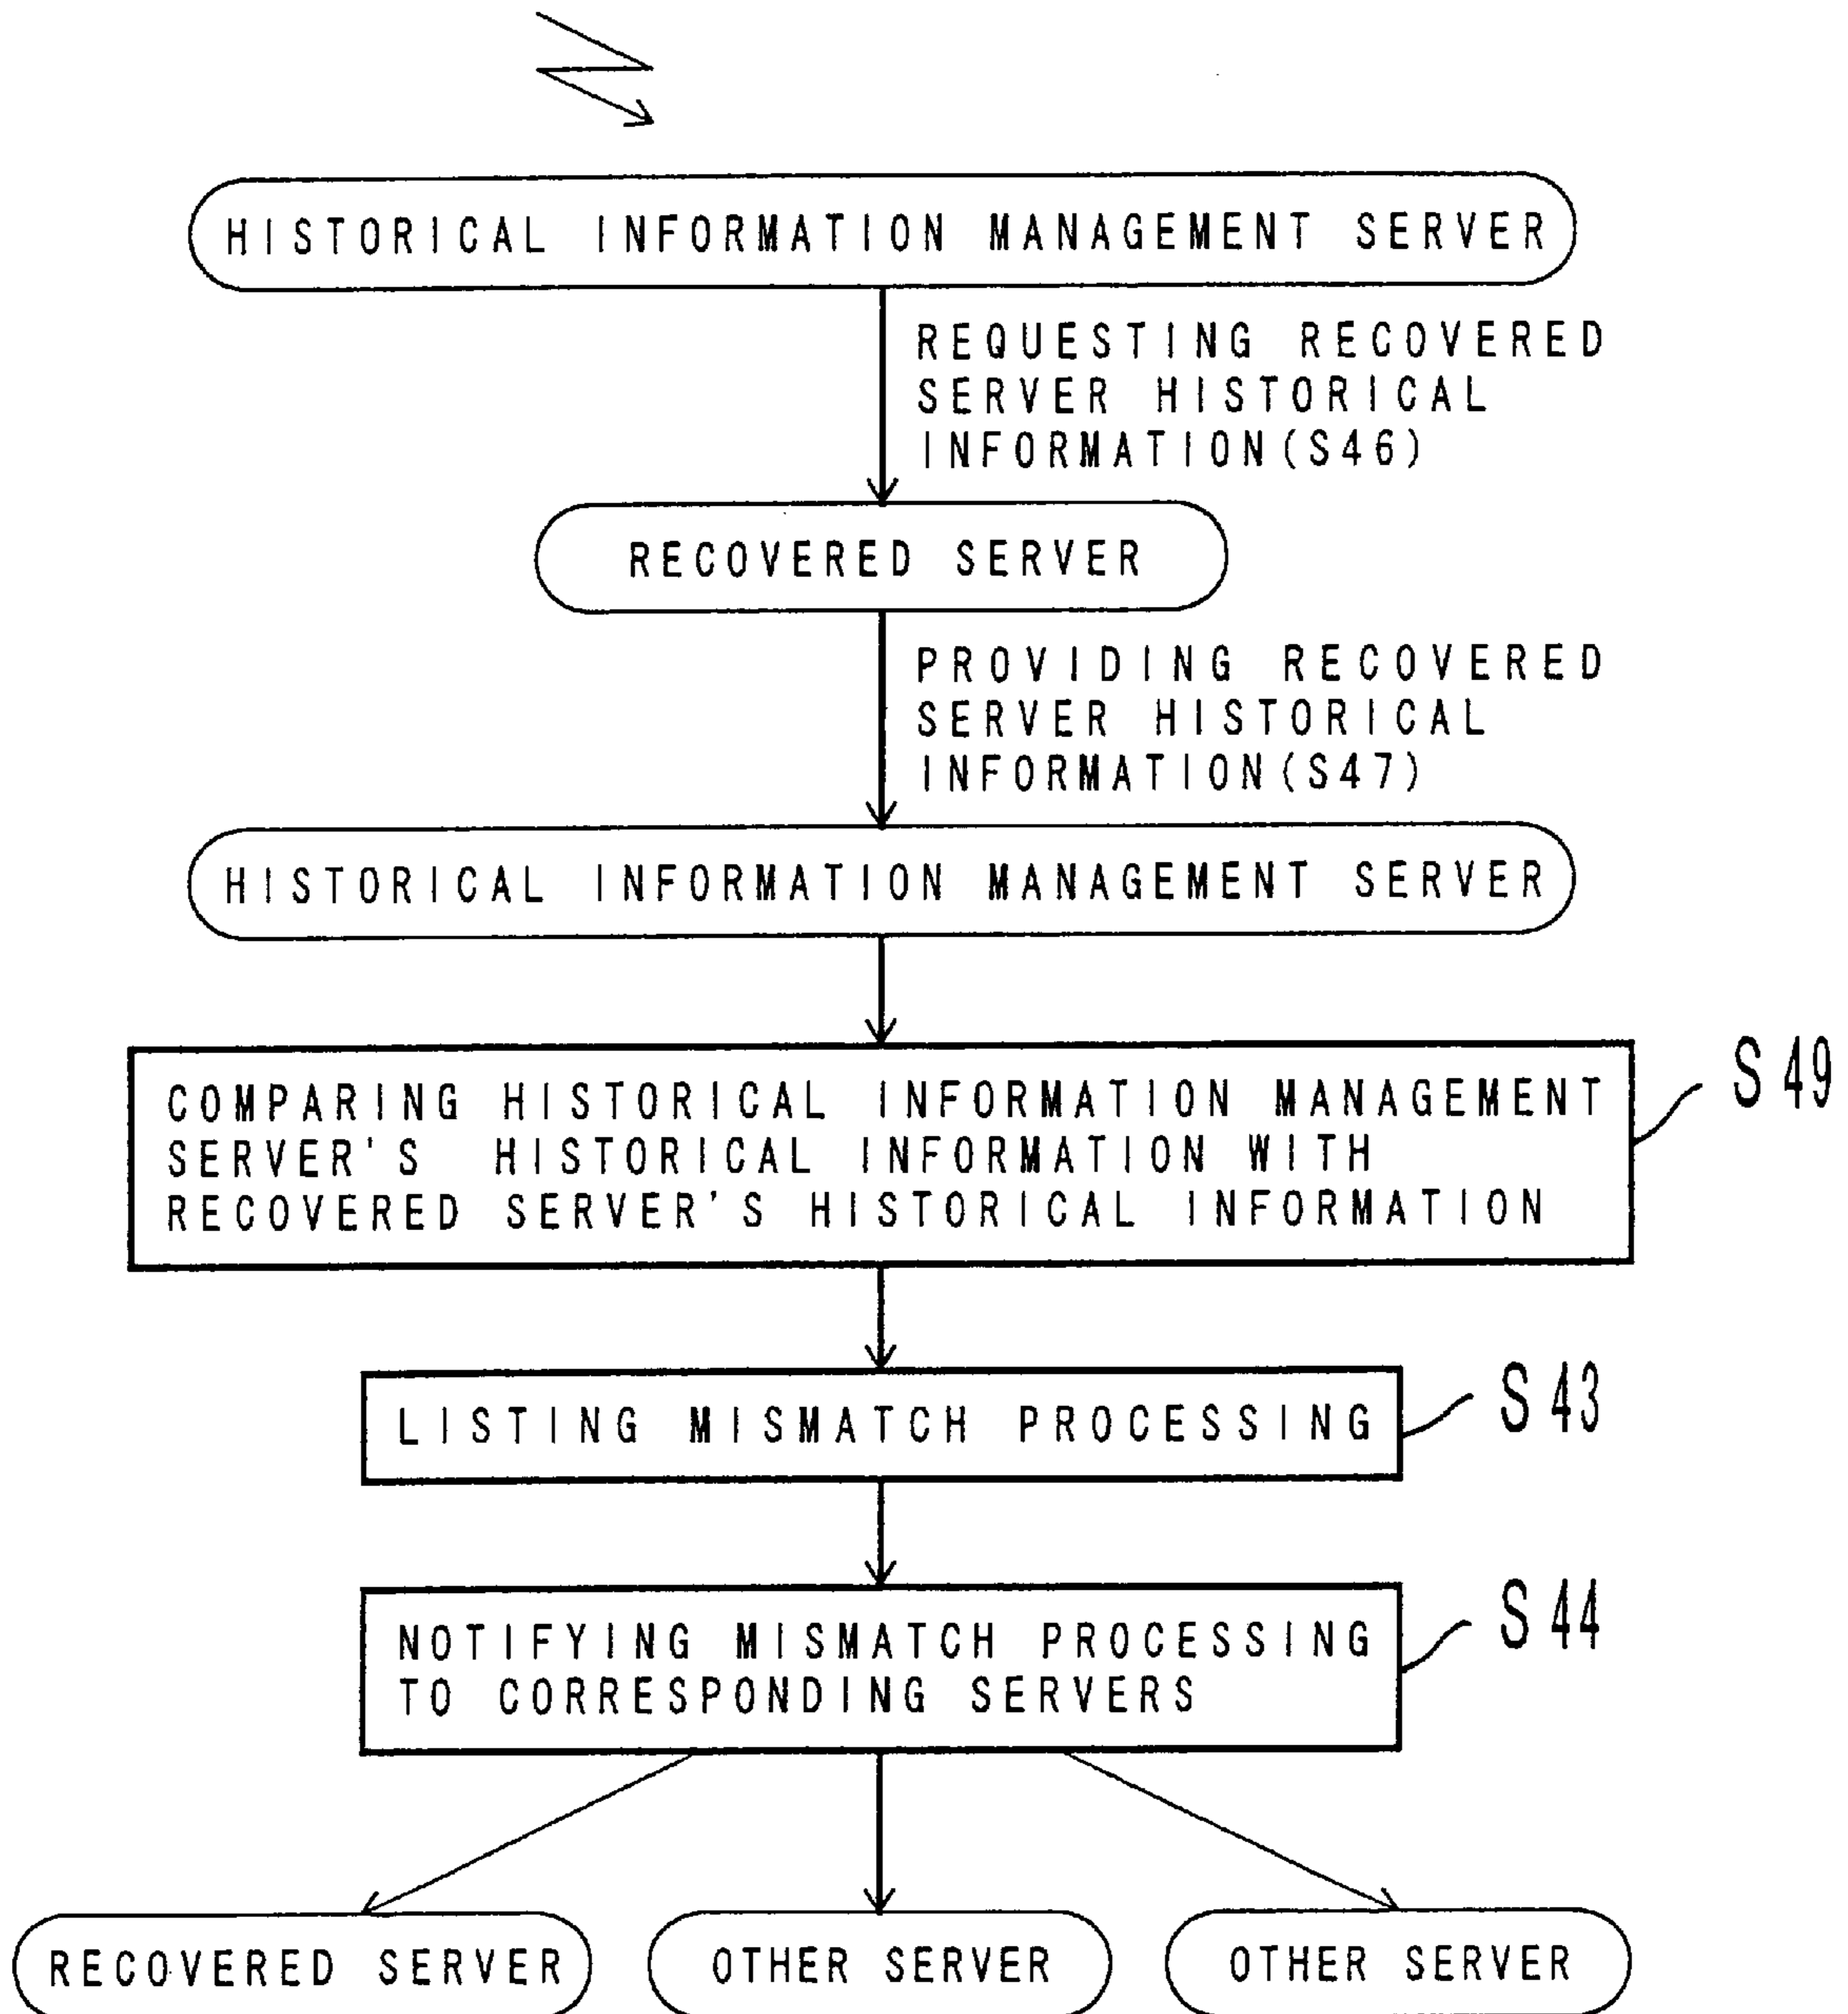 HISTORICAL INFORMATION MANAGEMENT SERVER
REQUESTING RECOVERED
SERVER HISTORICAL
INFORMATION(S46)
RECOVERED SERVER
PROVIDING RECOVERED
SERVER HISTORICAL
INFORMATION(S47)
HISTORICAL INFORMATION MANAGEMENT SERVER
S49
COMPARING HISTORICAL INFORMATION MANAGEMENT
SERVER'S HISTORICAL INFORMATION WITH
RECOVERED SERVER'S HISTORICAL INFORMATION
S43
LISTING MISMATCH PROCESSING
S44
NOTIFYING MISMATCH PROCESSING
TO CORRESPONDING SERVERS
RECOVERED SERVER
OTHER SERVER
OTHER SERVER